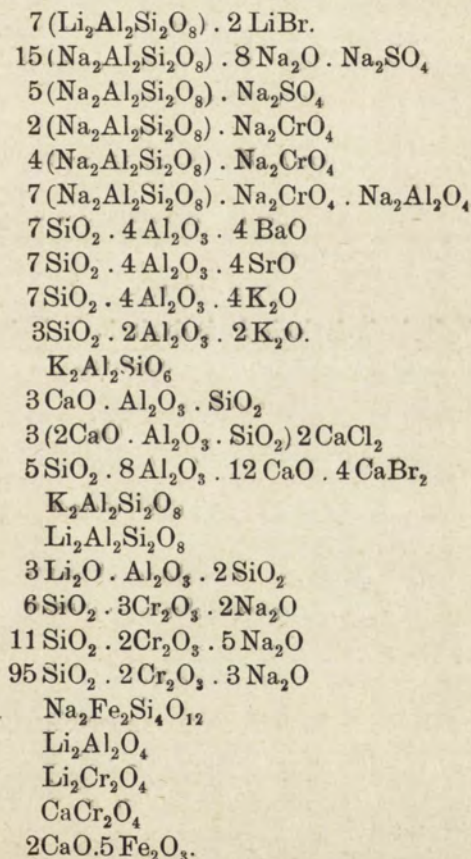 7(Li₂Al₂Si₂O₈) . 2 LiBr.
15(Na₂Al₂Si₂O₈) . 8 Na₂O . Na₂SO₄
5(Na₂Al₂Si₂O₈) . Na₂SO₄
2(Na₂Al₂Si₂O₈) . Na₂CrO₄
4(Na₂Al₂Si₂O₈) . Na₂CrO₄
7(Na₂Al₂Si₂O₈) . Na₂CrO₄ . Na₂Al₂O₄
7 SiO₂ . 4 Al₂O₃ . 4 BaO
7 SiO₂ . 4 Al₂O₃ . 4 SrO
7 SiO₂ . 4 Al₂O₃ . 4 K₂O
3SiO₂ . 2 Al₂O₃ . 2 K₂O.
K₂Al₂SiO₆
3 CaO . Al₂O₃ . SiO₂
3 (2CaO . Al₂O₃ . SiO₂) 2 CaCl₂
5 SiO₂ . 8 Al₂O₃ . 12 CaO . 4 CaBr₂
K₂Al₂Si₂O₈
Li₂Al₂Si₂O₈
3 Li₂O . Al₂O₃ . 2 SiO₂
6 SiO₂ . 3Cr₂O₃ . 2Na₂O
11 SiO₂ . 2Cr₂O₃ . 5 Na₂O
95 SiO₂ . 2 Cr₂O₃ . 3 Na₂O
Na₂Fe₂Si₄O₁₂
Li₂Al₂O₄
Li₂Cr₂O₄
CaCr₂O₄
2CaO.5 Fe₂O₃.